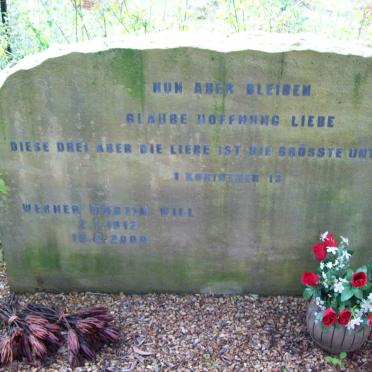 NUN ABER BLEIBEN
GLAUBE HOFFNUNG LIEBE
DIESE DREI ABER DIE LIEBE IST DIE GRÖSSTE UNT
1 KORINTHER 13
WERNER MARTIN WILL